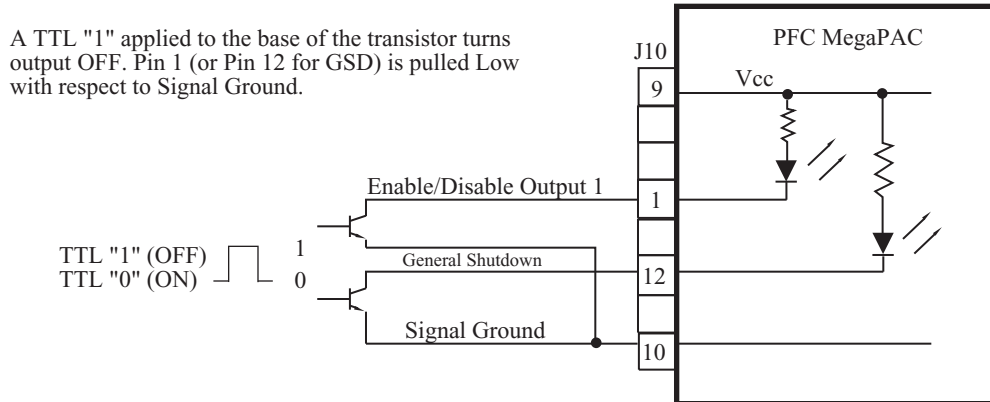 A TTL "1" applied to the base of the transistor turns
output OFF. Pin 1 (or Pin 12 for GSD) is pulled Low
with respect to Signal Ground.
J10
PFC MegaPAC
9
Vcc
Enable/Disable Output 1
1
TTL "1" (OFF)
1
TTL "0" (ON)
0
General Shutdown
12
Signal Ground
10